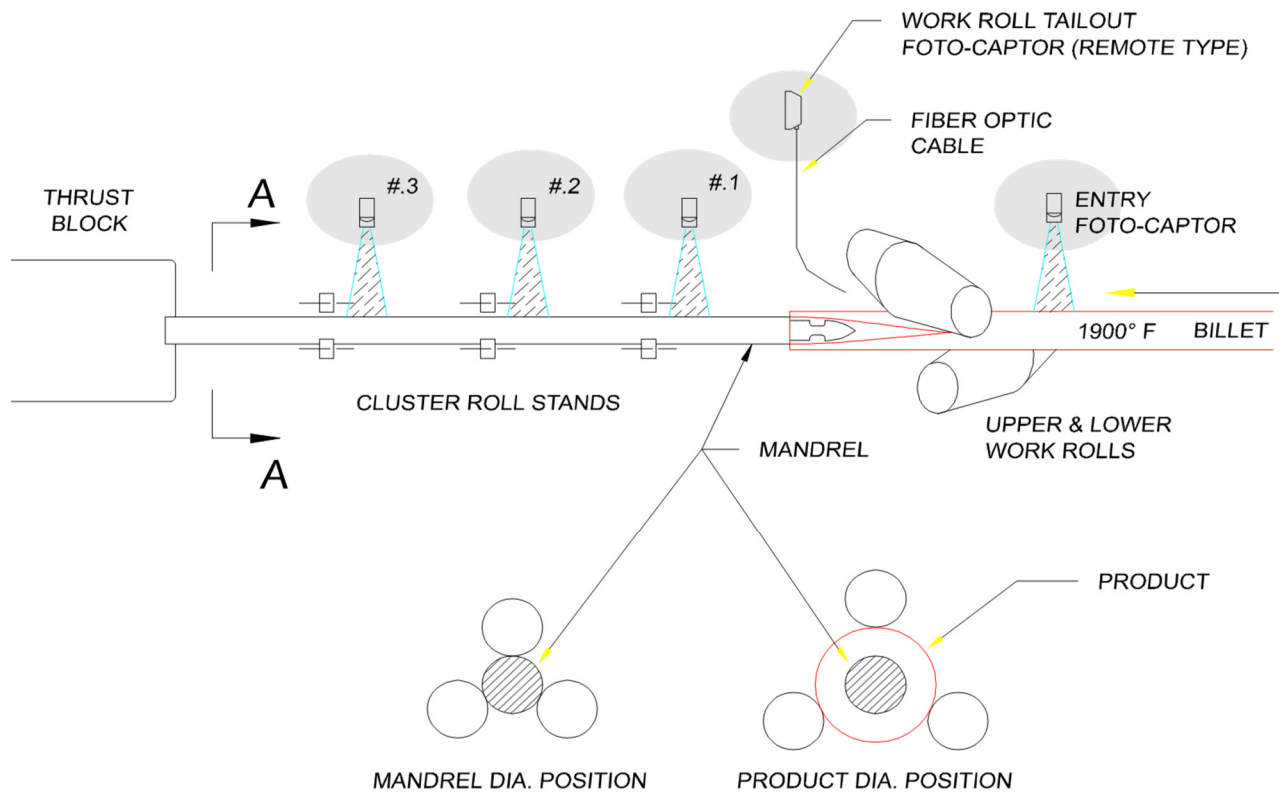 WORK ROLL TAILOUT
FOTO-CAPTOR (REMOTE TYPE)
FIBER OPTIC
CABLE
THRUST
BLOCK
A
#.3
#.2
#.1
ENTRY
FOTO-CAPTOR
1900° F
BILLET
CLUSTER ROLL STANDS
UPPER & LOWER
WORK ROLLS
A
MANDREL
PRODUCT
MANDREL DIA. POSITION
PRODUCT DIA. POSITION